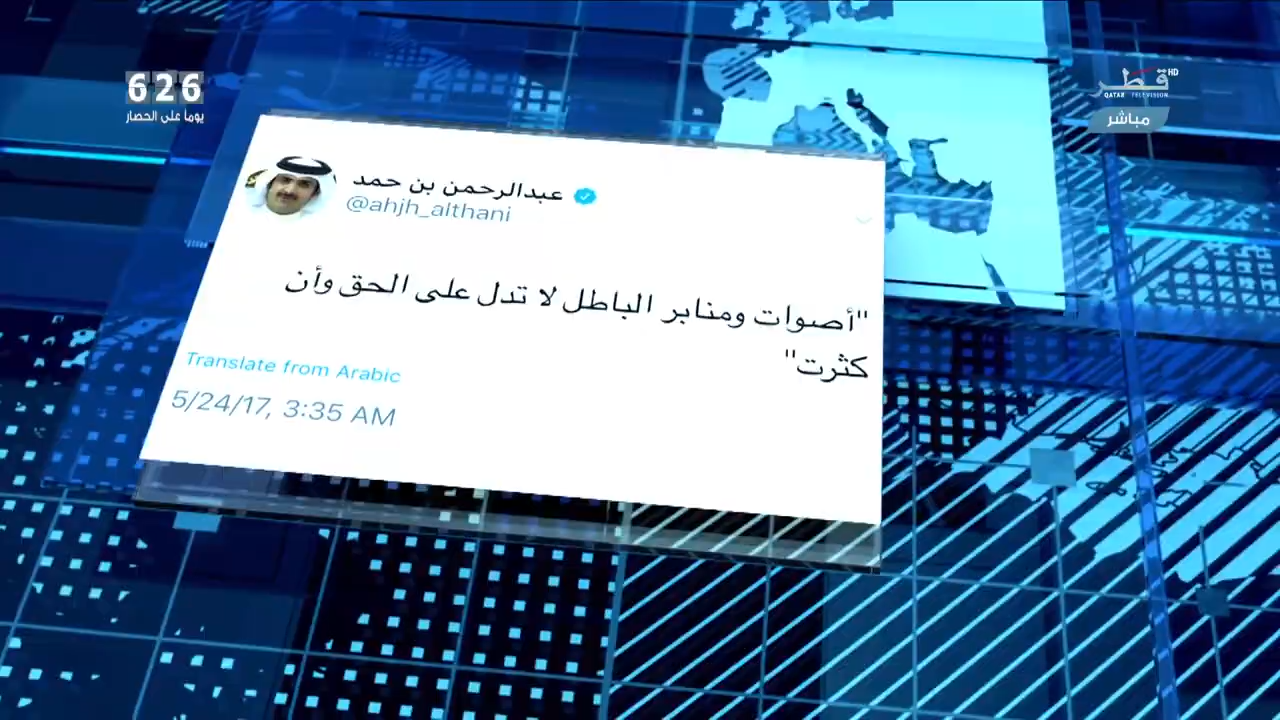 626
يوما على الحصار
قطر HD
QATAR TELEVISION
مباشر
عبدالرحمن بن حمد
@ahjh_althani
"أصوات ومنابر الباطل لا تدل على الحق وأن
كثرت"
Translate from Arabic
5/24/17, 3:35 AM